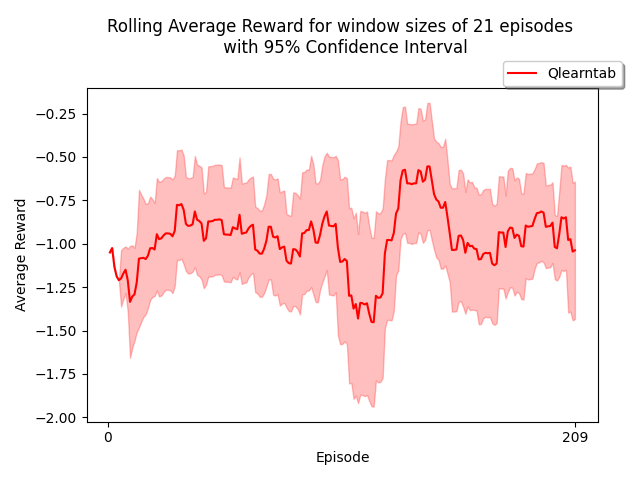 Rolling Average Reward for window sizes of 21 episodes
with 95% Confidence Interval
Qlearntab
−0.25
−0.50
−0.75
−1.00
−1.25
−1.50
−1.75
−2.00
Average Reward
0
209
Episode